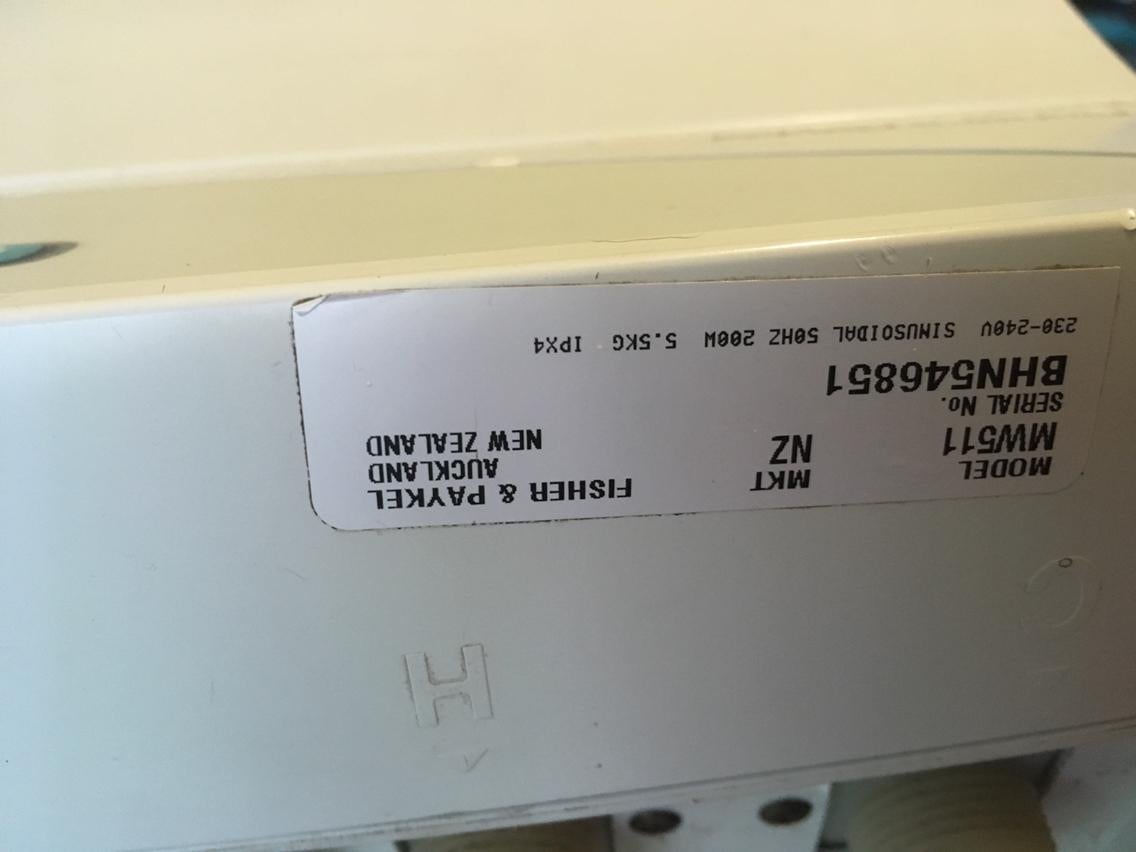 MODEL MKT FISHER & PAYKEL
MW511 NZ AUCKLAND
NEW ZEALAND
SERIAL No.
BHN546851
230-240V SINUSOIDAL 50HZ 200W 5.5KG IPX4
H
C